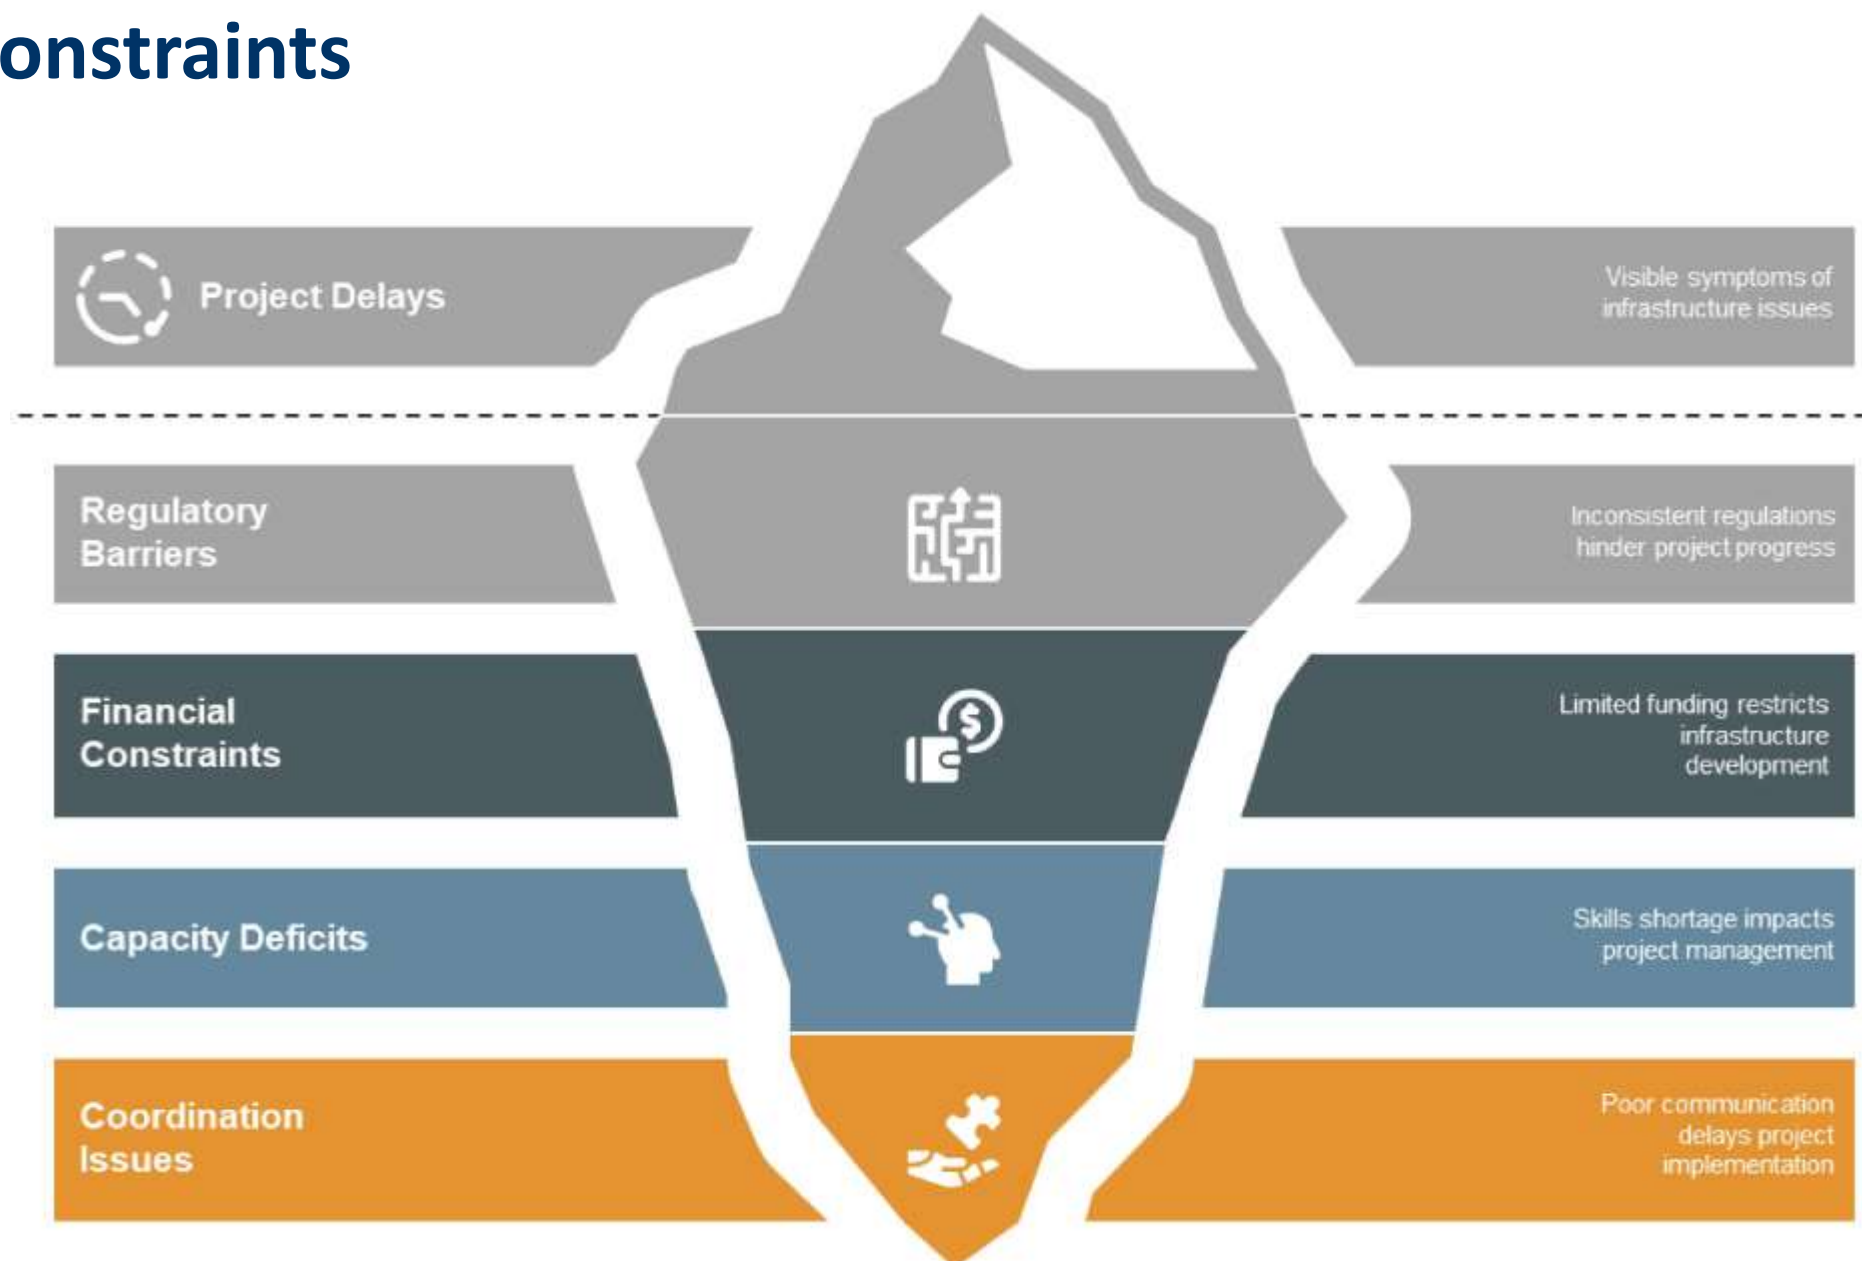 onstraints
Project Delays
Visible symptoms of
infrastructure issues
Regulatory
Barriers
Inconsistent regulations
hinder project progress
Financial
Constraints
Limited funding restricts
infrastructure
development
Capacity Deficits
Skills shortage impacts
project management
Coordination
Issues
Poor communication
delays project
implementation